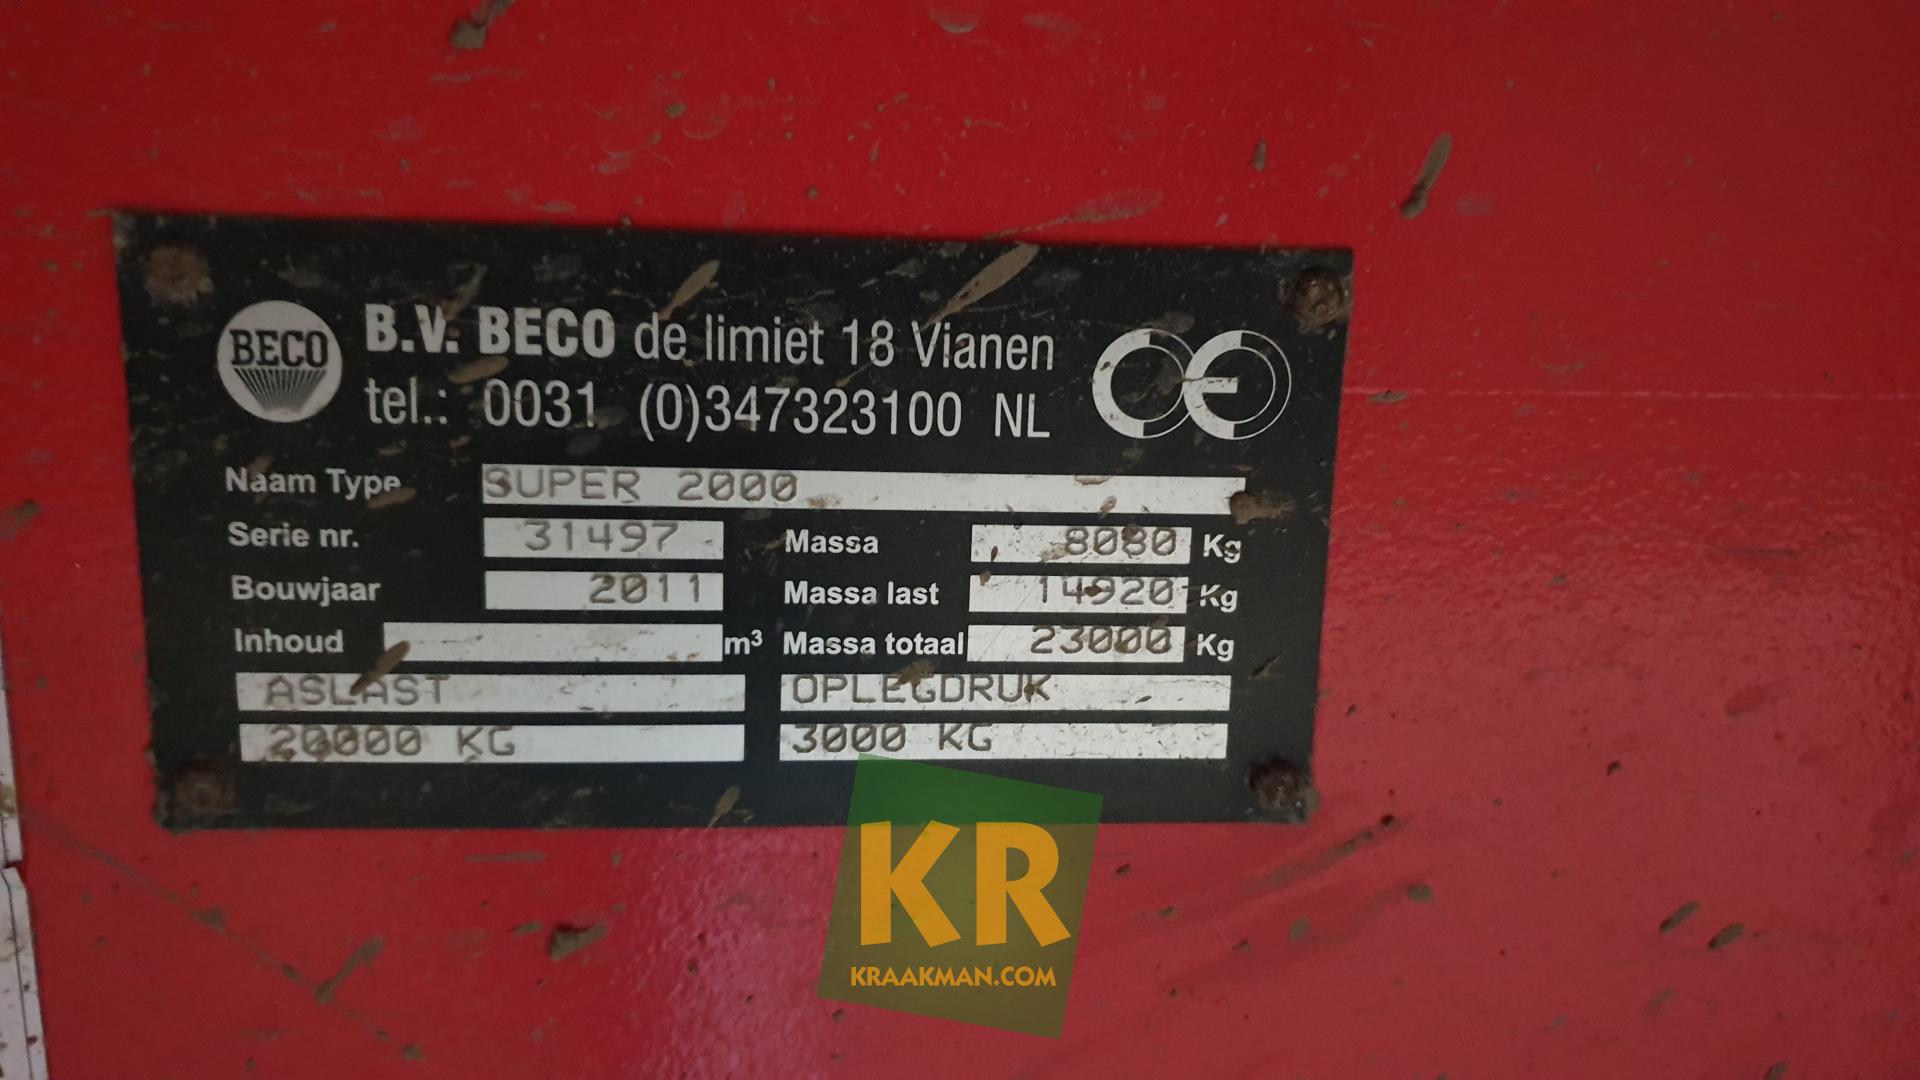 BECO
B.V. BECO de limiet 18 Vianen
tel.: 0031 (0)347323100 NL
CE
Naam Type SUPER 2000
Serie nr. 31497 Massa 8080 Kg
Bouwjaar 2011 Massa last 14920 Kg
Inhoud m³ Massa totaal 23000 Kg
ASLAST OPLEGDRUK
20000 KG 3000 KG
KR
KRAAKMAN.COM